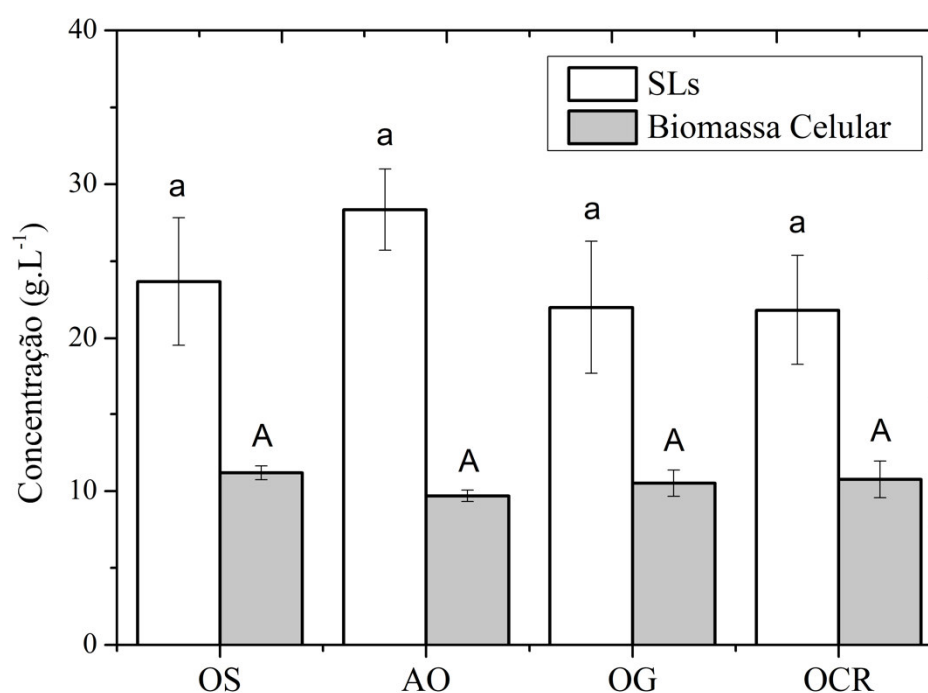 40
30
20
10
0
Concentração (g.L⁻¹)
SLs
Biomassa Celular
a
a
a
a
A
A
A
A
OS
AO
OG
OCR